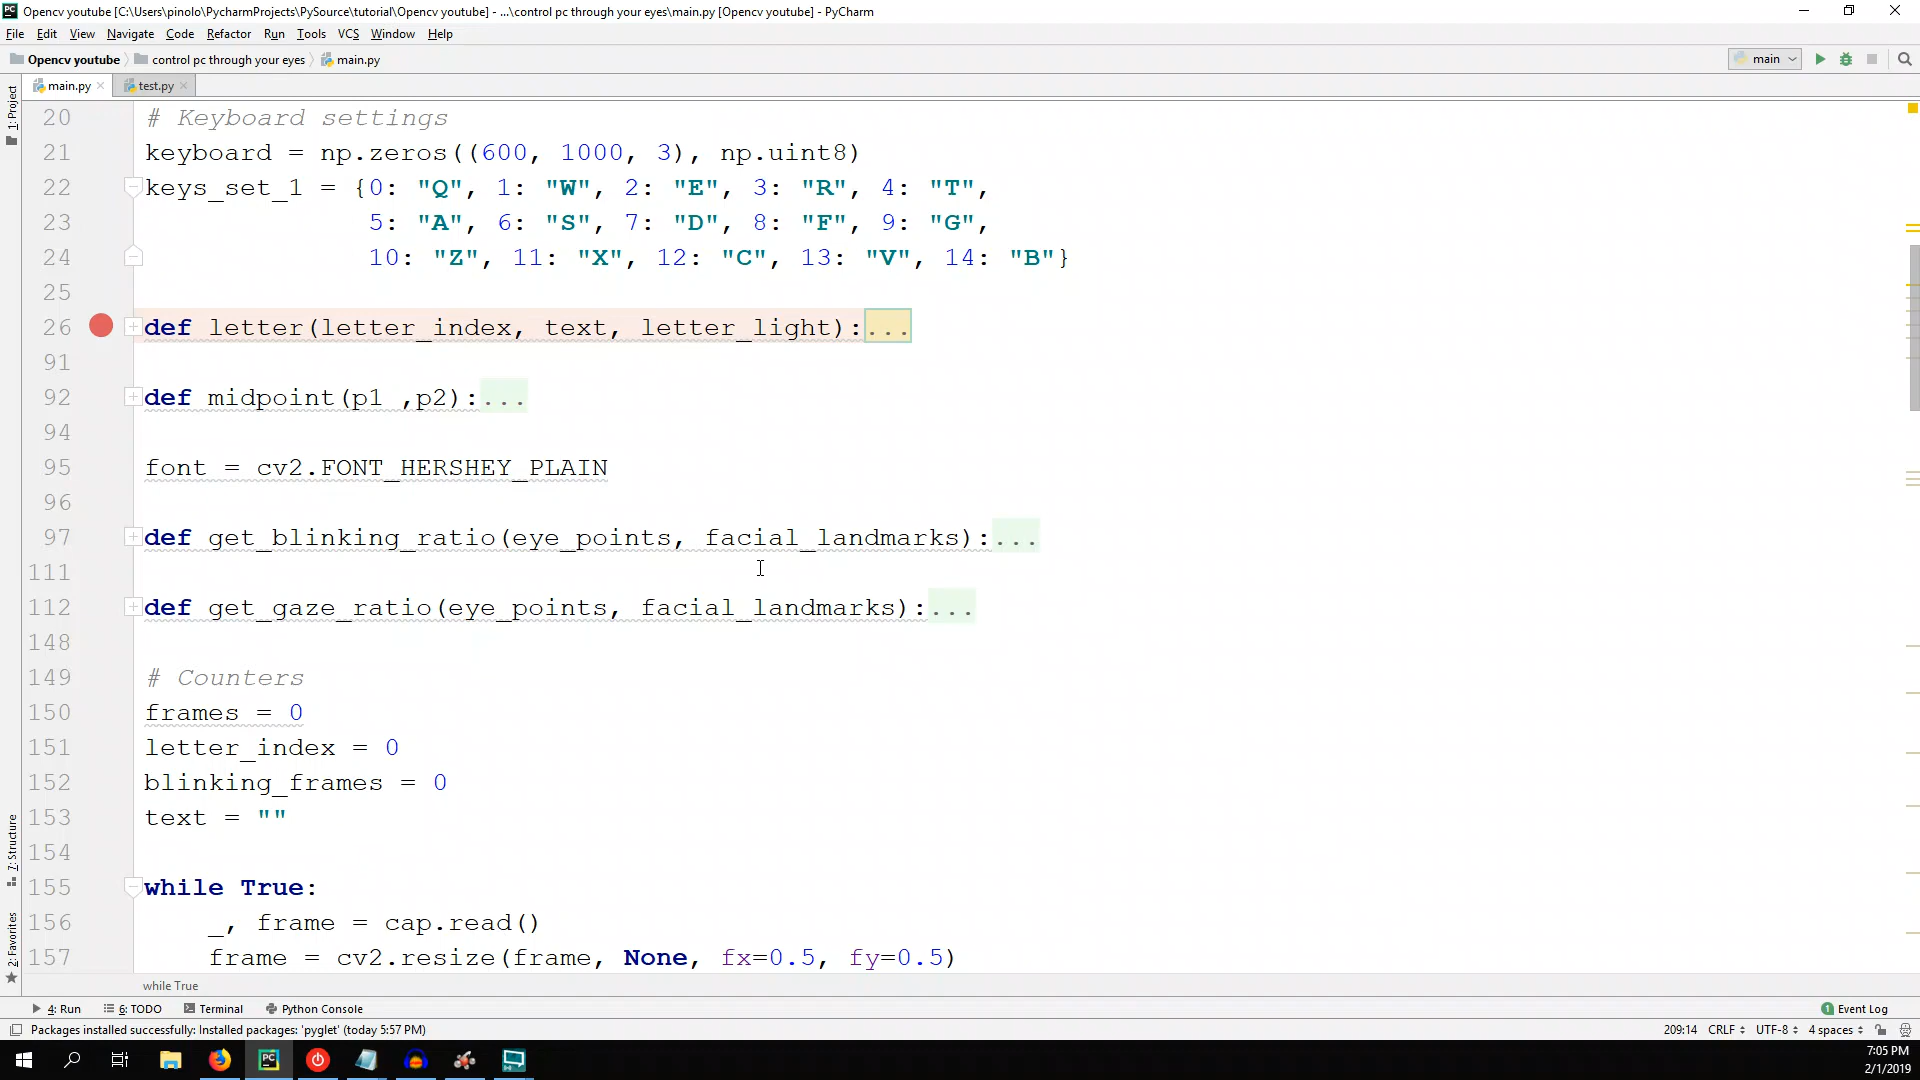 Opencv youtube [C:\Users\pinolo\PycharmProjects\PySource\tutorial\Opencv youtube] - ...\control pc through your eyes\main.py [Opencv youtube] - PyCharm
File Edit View Navigate Code Refactor Run Tools VCS Window Help
Opencv youtube control pc through your eyes main.py main
main.py test.py
1: Project
20 # Keyboard settings
21 keyboard = np.zeros((600, 1000, 3), np.uint8)
22 keys_set_1 = {0: "Q", 1: "W", 2: "E", 3: "R", 4: "T",
23 5: "A", 6: "S", 7: "D", 8: "F", 9: "G",
24 10: "Z", 11: "X", 12: "C", 13: "V", 14: "B"}
25
26 def letter(letter_index, text, letter_light):...
91
92 def midpoint(p1 ,p2):...
94
95 font = cv2.FONT_HERSHEY_PLAIN
96
97 def get_blinking_ratio(eye_points, facial_landmarks):...
111
112 def get_gaze_ratio(eye_points, facial_landmarks):...
148
149 # Counters
150 frames = 0
151 letter_index = 0
152 blinking_frames = 0
153 text = ""
154
155 while True:
156 _, frame = cap.read()
157 frame = cv2.resize(frame, None, fx=0.5, fy=0.5)
7: Structure
2: Favorites
while True
4: Run 6: TODO Terminal Python Console 1 Event Log
Packages installed successfully: Installed packages: 'pyglet' (today 5:57 PM) 209:14 CRLF UTF-8 4 spaces
PC
7:05 PM
2/1/2019